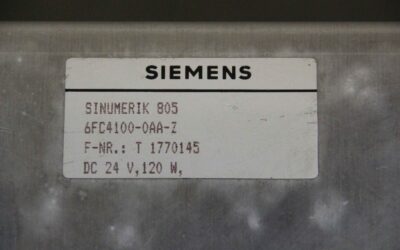 SIEMENS
SINUMERIK 805
6FC4100-0AA-Z
F-NR.: T 1770145
DC 24 V,120 W,